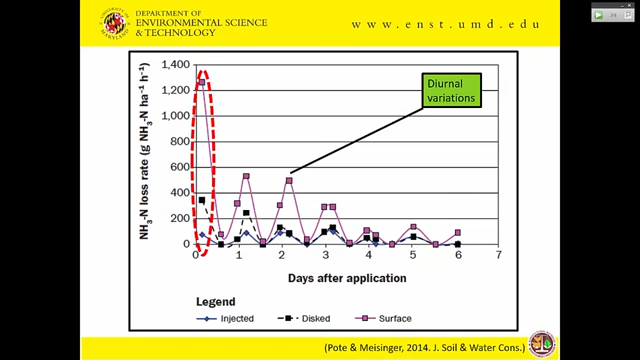 DEPARTMENT OF
ENVIRONMENTAL SCIENCE
& TECHNOLOGY
www.enst.umd.edu
1,400
1,200
1,000
800
600
400
200
0
NH₃-N loss rate (g NH₃-N ha⁻¹ h⁻¹)
Diurnal
variations
0 1 2 3 4 5 6 7
Days after application
Legend
Injected Disked Surface
(Pote & Meisinger, 2014. J. Soil & Water Cons.)